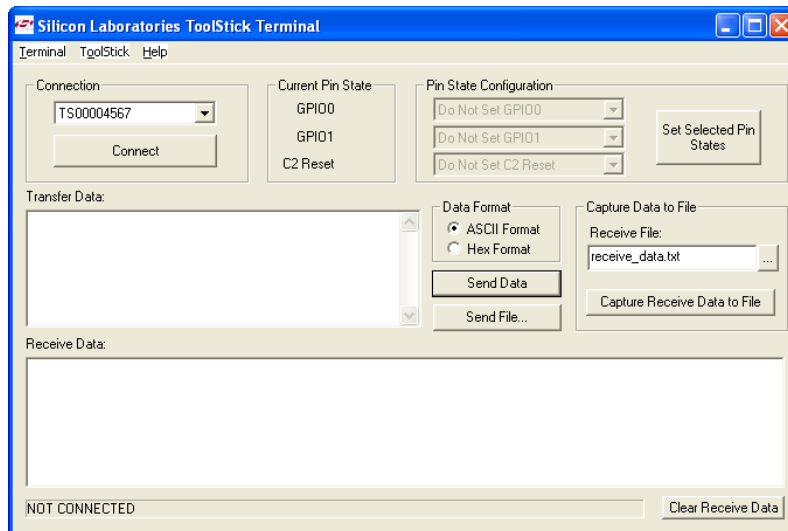 Silicon Laboratories ToolStick Terminal
Terminal ToolStick Help
Connection
TS00004567
Connect
Current Pin State
GPIO0
GPIO1
C2 Reset
Pin State Configuration
Do Not Set GPIO0
Do Not Set GPIO1
Do Not Set C2 Reset
Set Selected Pin
States
Transfer Data:
Data Format
ASCII Format
Hex Format
Send Data
Send File...
Capture Data to File
Receive File:
receive_data.txt
...
Capture Receive Data to File
Receive Data:
NOT CONNECTED
Clear Receive Data